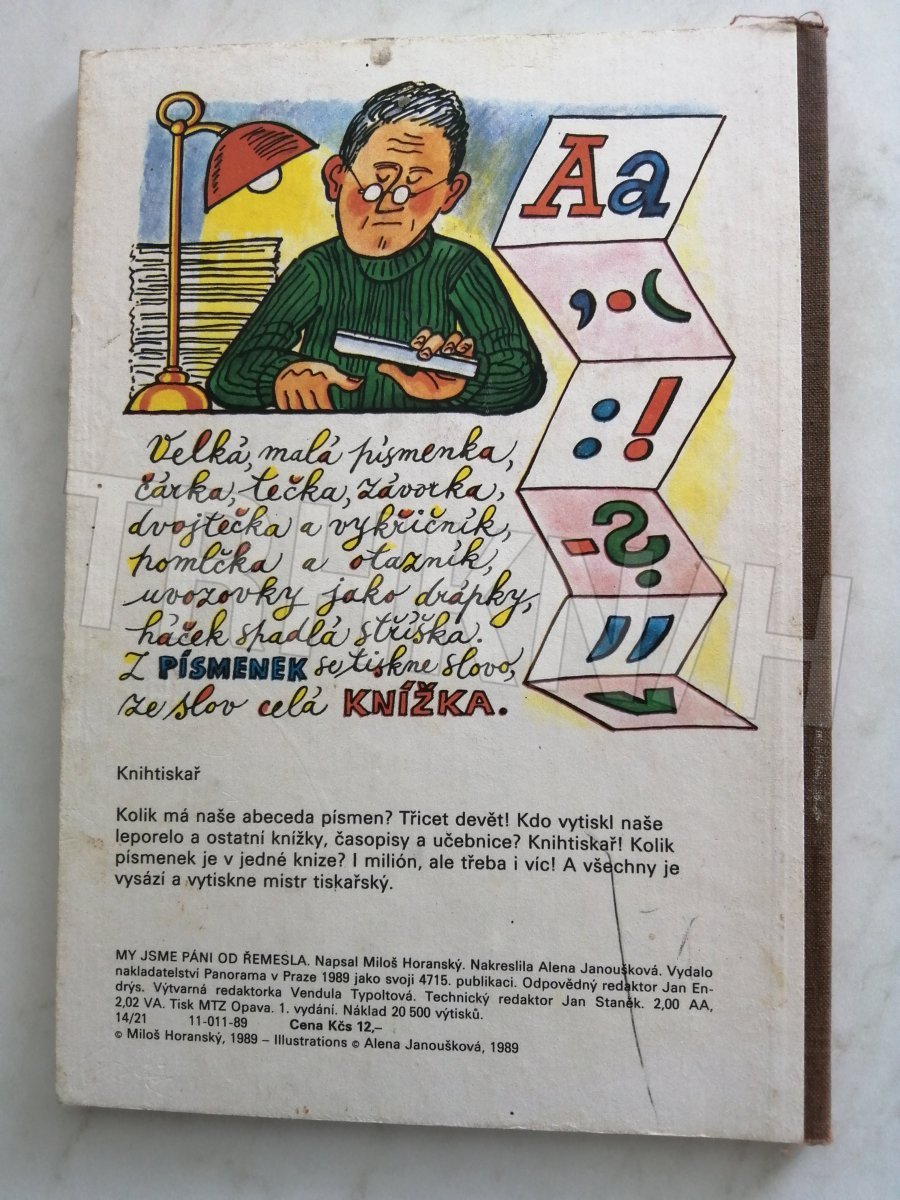 Aa
,•(
:!
-?
"
Velká, malá písmenka,
čárka, tečka, závorka,
dvojtečka a vykřičník,
pomlčka a otazník,
uvozovky jako drápky,
háček spadlá stříška.
Z PÍSMENEK se tiskne slovo,
ze slov celá KNÍŽKA.
Knihtiskař
Kolik má naše abeceda písmen? Třicet devět! Kdo vytiskl naše
leporelo a ostatní knížky, časopisy a učebnice? Knihtiskař! Kolik
písmenek je v jedné knize? I milión, ale třeba i víc! A všechny je
vysází a vytiskne mistr tiskařský.
MY JSME PÁNI OD ŘEMESLA. Napsal Miloš Horanský. Nakreslila Alena Janoušková. Vydalo
nakladatelství Panorama v Praze 1989 jako svoji 4715. publikaci. Odpovědný redaktor Jan En-
drýs. Výtvarná redaktorka Vendula Typoltová. Technický redaktor Jan Staněk. 2,00 AA,
2,02 VA. Tisk MTZ Opava. 1. vydání. Náklad 20 500 výtisků.
14/21 11-011-89 Cena Kčs 12,–
© Miloš Horanský, 1989 – Illustrations © Alena Janoušková, 1989